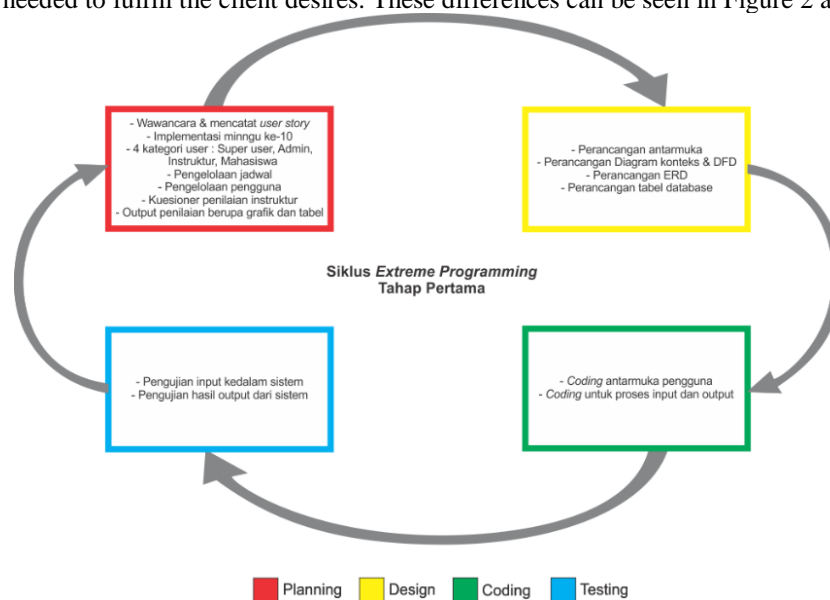 needed to fulfill the client desires. These differences can be seen in Figure 2 a
- Wawancara & mencatat user story
- Implementasi minngu ke-10
- 4 kategori user : Super user, Admin,
Instruktur, Mahasiswa
- Pengelolaan jadwal
- Pengelolaan pengguna
- Kuesioner penilaian instruktur
- Output penilaian berupa grafik dan tabel
- Perancangan antarmuka
- Perancangan Diagram konteks & DFD
- Perancangan ERD
- Perancangan tabel database
Siklus Extreme Programming
Tahap Pertama
- Pengujian input kedalam sistem
- Pengujian hasil output dari sistem
- Coding antarmuka pengguna
- Coding untuk proses input dan output
Planning
Design
Coding
Testing